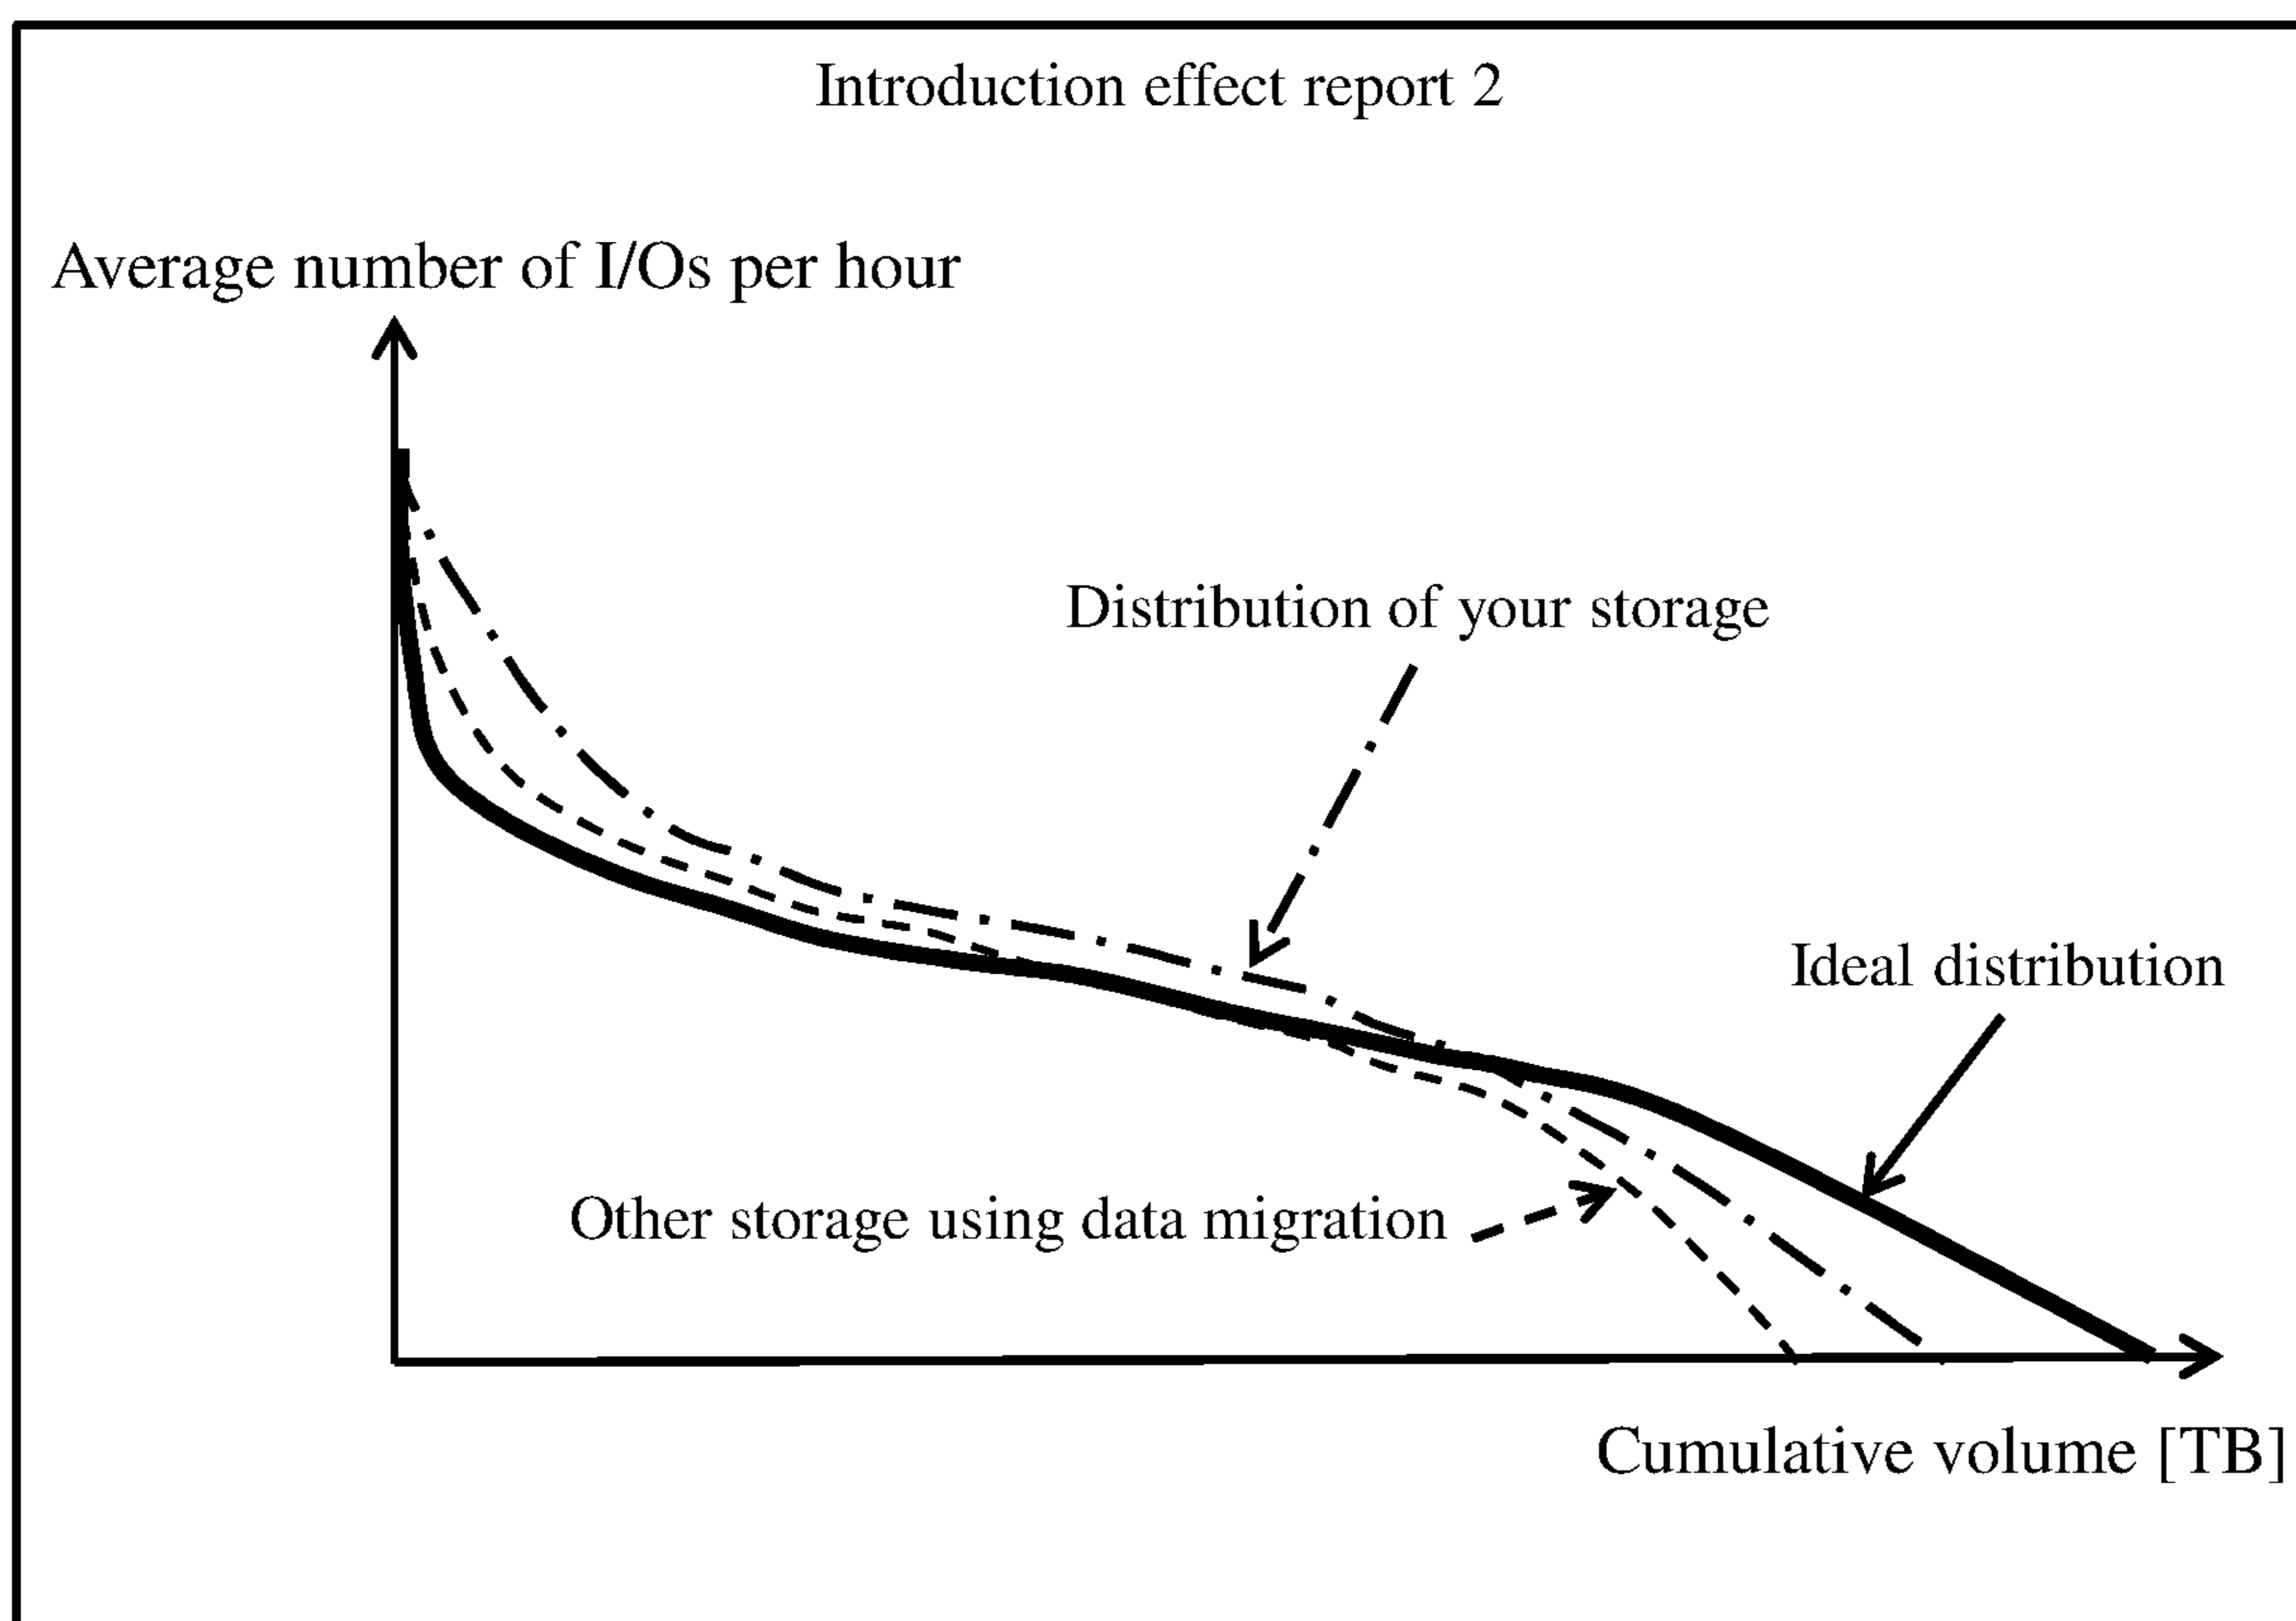 Introduction effect report 2
Average number of I/Os per hour
Distribution of your storage
Ideal distribution
Other storage using data migration
Cumulative volume [TB]